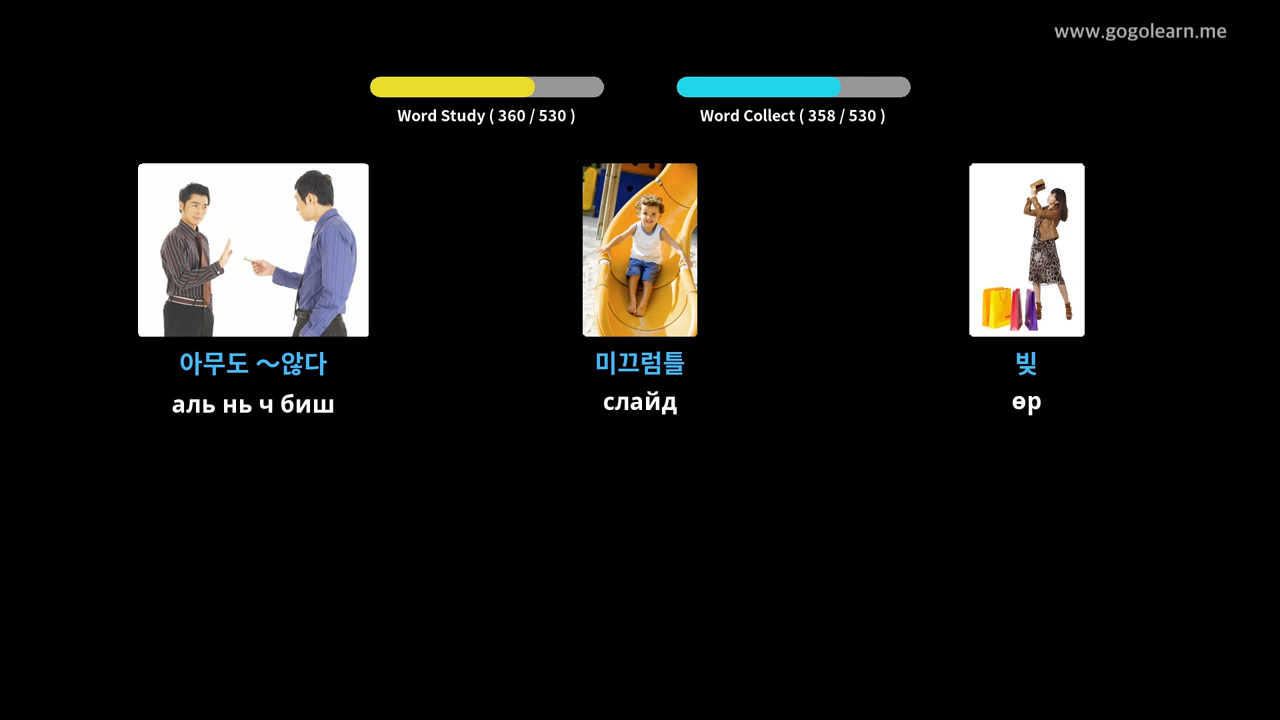 www.gogolearn.me
Word Study ( 360 / 530 )
Word Collect ( 358 / 530 )
아무도 ~않다
미끄럼틀
빚
аль нь ч биш
слайд
өр